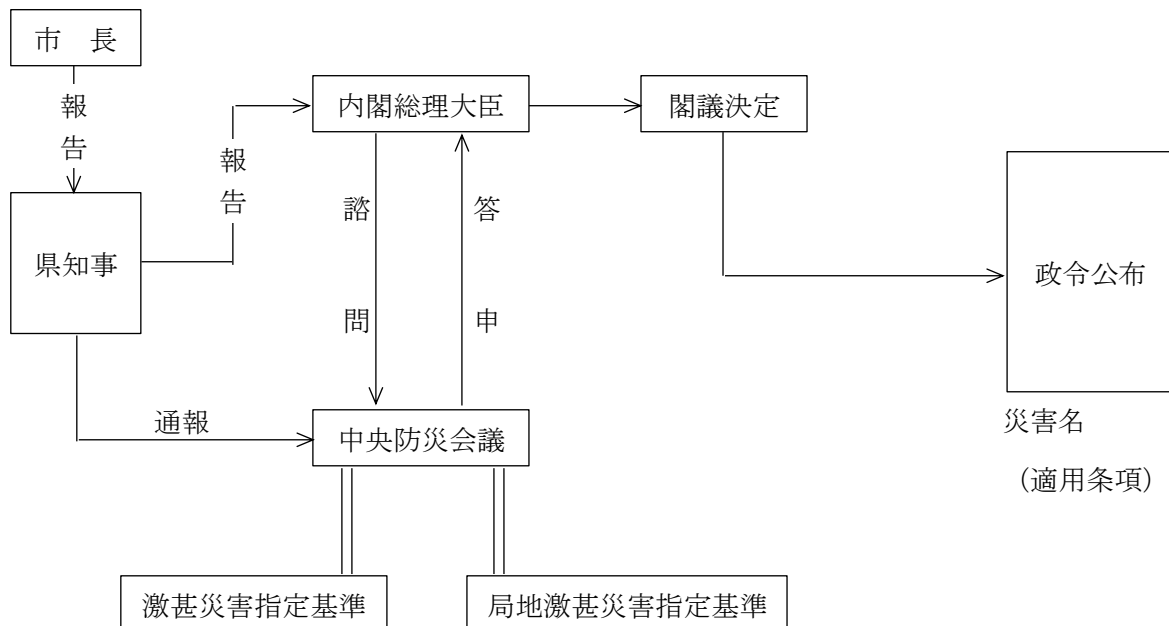 市　長
報告
県知事
報告
内閣総理大臣
閣議決定
諮問
答申
政令公布
通報
中央防災会議
災害名
（適用条項）
激甚災害指定基準
局地激甚災害指定基準